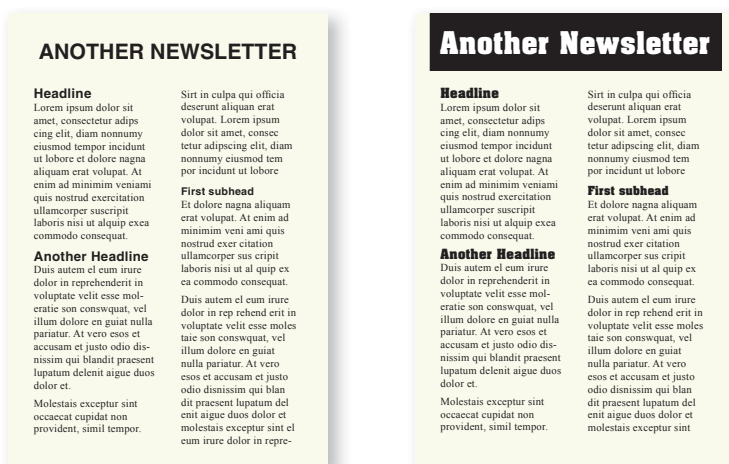 ANOTHER NEWSLETTER
Headline
Lorem ipsum dolor sit
amet, consectetur adips
cing elit, diam nonnumy
eiusmod tempor incidunt
ut lobore et dolore nagna
aliquam erat volupat. At
enim ad minimim veniami
quis nostrud exercitation
ullamcorper suscripit
laboris nisi ut al quip exea
commodo consequat.
Another Headline
Duis autem el eum irure
dolor in reprehenderit in
voluptate velit esse mol-
eratie son conswquat, vel
illum dolore en guiat nulla
pariatur. At vero esos et
accusam et justo odio dis-
nissim qui blandit praesent
lupatum delenit aigue duos
dolor et.
Molestais exceptur sint
occaecat cupidat non
provident, simil tempor.
Sirt in culpa qui officia
deserunt aliquan erat
volupat. Lorem ipsum
dolor sit amet, consec
tetur adipscing elit, diam
nonnumy eiusmod tem
por incidunt ut lobore
First subhead
Et dolore nagna aliquam
erat volupat. At enim ad
minimim veni ami quis
nostrud exer citation
ullamcorper sus cripit
laboris nisi ut al quip ex
ea commodo consequat.
Duis autem el eum irure
dolor in rep rehend erit in
voluptate velit esse moles
taie son conswquat, vel
illum dolore en guiat
nulla pariatur. At vero
esos et accusam et justo
odio disnissim qui blan
dit praesent lupatum del
enit aigue duos dolor et
molestais exceptur sint el
eum irure dolor in repre-
Another Newsletter
Headline
Lorem ipsum dolor sit
amet, consectetur adips
cing elit, diam nonnumy
eiusmod tempor incidunt
ut lobore et dolore nagna
aliquam erat volupat. At
enim ad minimim veniami
quis nostrud exercitation
ullamcorper suscripit
laboris nisi ut al quip exea
commodo consequat.
Another Headline
Duis autem el eum irure
dolor in reprehenderit in
voluptate velit esse mol-
eratie son conswquat, vel
illum dolore en guiat nulla
pariatur. At vero esos et
accusam et justo odio dis-
nissim qui blandit praesent
lupatum delenit aigue duos
dolor et.
Molestais exceptur sint
occaecat cupidat non
provident, simil tempor.
Sirt in culpa qui officia
deserunt aliquan erat
volupat. Lorem ipsum
dolor sit amet, consec
tetur adipscing elit, diam
nonnumy eiusmod tem
por incidunt ut lobore
First subhead
Et dolore nagna aliquam
erat volupat. At enim ad
minimim veni ami quis
nostrud exer citation
ullamcorper sus cripit
laboris nisi ut al quip ex
ea commodo consequat.
Duis autem el eum irure
dolor in rep rehend erit in
voluptate velit esse moles
taie son conswquat, vel
illum dolore en guiat
nulla pariatur. At vero
esos et accusam et justo
odio disnissim qui blan
dit praesent lupatum del
enit aigue duos dolor et
molestais exceptur sint